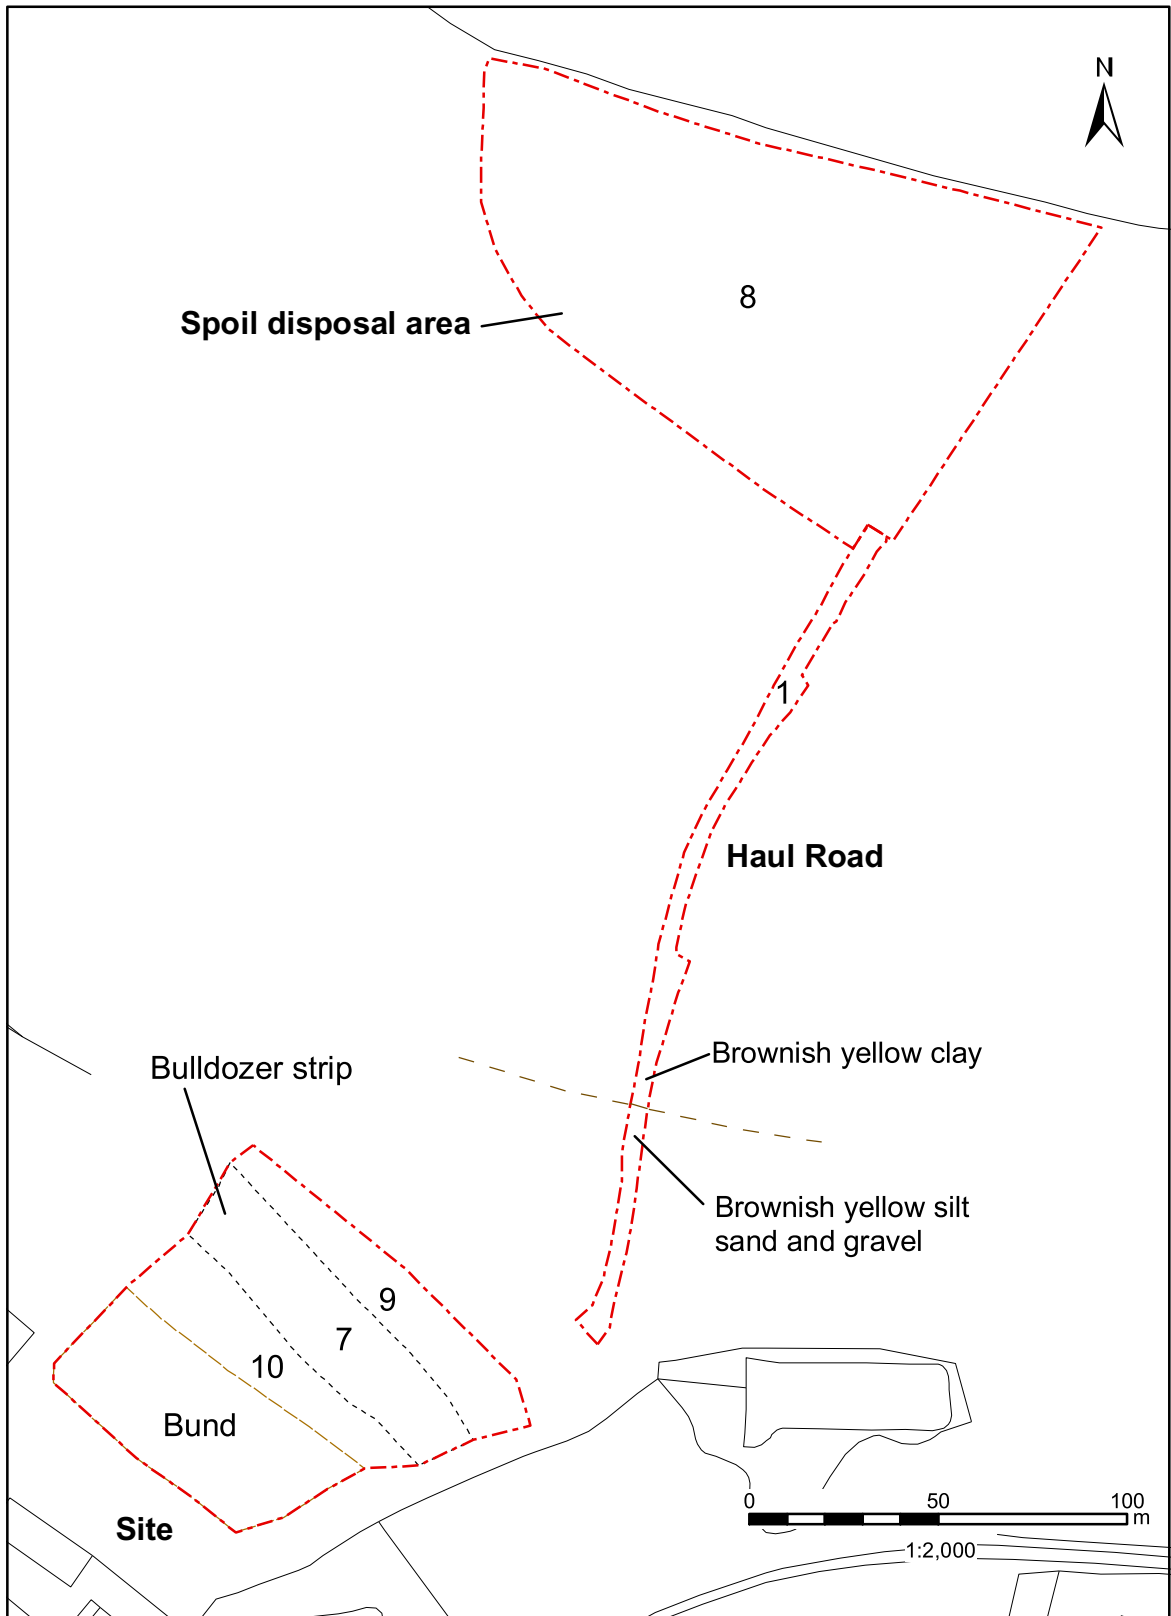 N
8
Spoil disposal area
1
Haul Road
Brownish yellow clay
Bulldozer strip
Brownish yellow silt
sand and gravel
9
7
10
Bund
0 50 100
m
Site
1:2,000